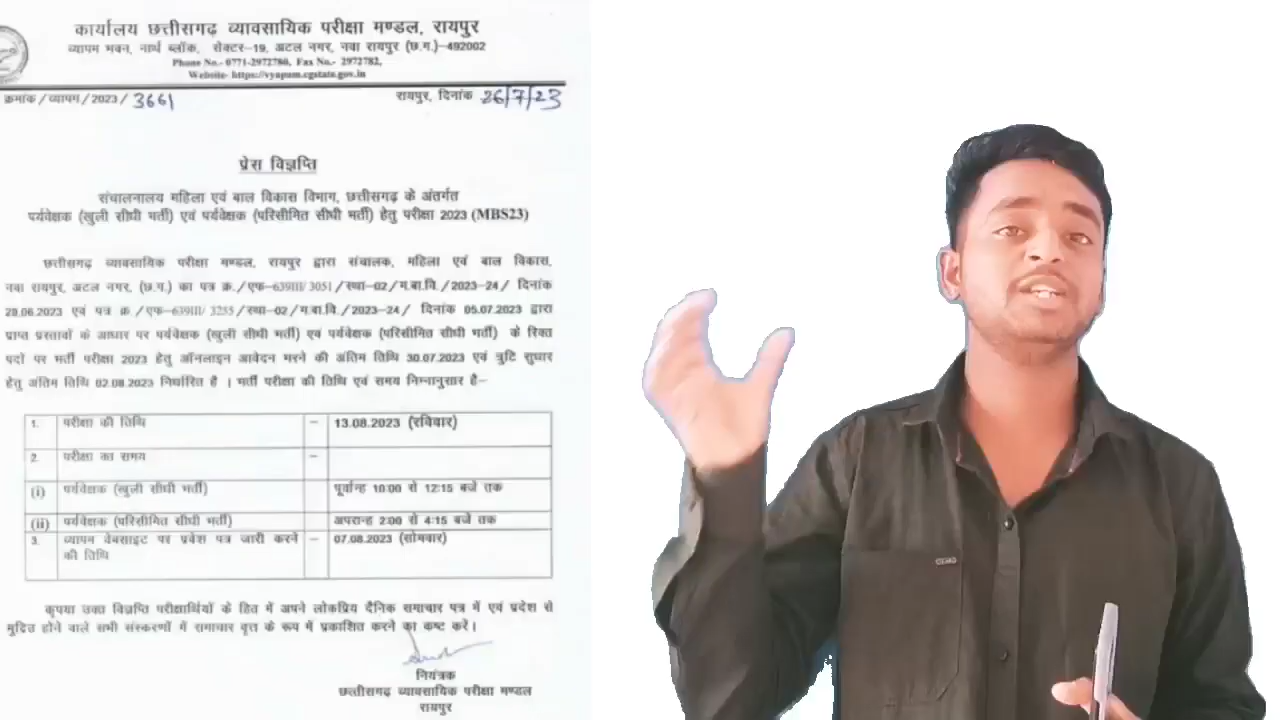 कार्यालय छत्तीसगढ़ व्यावसायिक परीक्षा मण्डल, रायपुर
व्यापम भवन, नार्थ ब्लॉक, सेक्टर–19, अटल नगर, नवा रायपुर (छ.ग.)–492002
Phone No.- 0771-2972780, Fax No.- 2972782,
Website- https://vyapam.cgstate.gov.in
क्रमांक/व्यापम/2023/3661 रायपुर, दिनांक 26/7/23
प्रेस विज्ञप्ति
संचालनालय महिला एवं बाल विकास विभाग, छत्तीसगढ़ के अंतर्गत
पर्यवेक्षक (खुली सीधी भर्ती) एवं पर्यवेक्षक (परिसीमित सीधी भर्ती) हेतु परीक्षा 2023 (MBS23)
छत्तीसगढ़ व्यावसायिक परीक्षा मण्डल, रायपुर द्वारा संचालक, महिला एवं बाल विकास,
नवा रायपुर, अटल नगर, (छ.ग.) का पत्र क्र./एफ–639III/3051/स्था–02/म.बा.वि./2023–24/ दिनांक
28.06.2023 एवं पत्र क्र/एफ–639III/3255/स्था–02/म.बा.वि./2023–24/ दिनांक 05.07.2023 द्वारा
प्राप्त प्रस्तावों के आधार पर पर्यवेक्षक (खुली सीधी भर्ती) एवं पर्यवेक्षक (परिसीमित सीधी भर्ती) के रिक्त
पदों पर भर्ती परीक्षा 2023 हेतु ऑनलाइन आवेदन भरने की अंतिम तिथि 30.07.2023 एवं त्रुटि सुधार
हेतु अंतिम तिथि 02.08.2023 निर्धारित है । भर्ती परीक्षा की तिथि एवं समय निम्नानुसार है–
1. परीक्षा की तिथि – 13.08.2023 (रविवार)
2. परीक्षा का समय –
(i) पर्यवेक्षक (खुली सीधी भर्ती) पूर्वान्ह 10:00 से 12:15 बजे तक
(ii) पर्यवेक्षक (परिसीमित सीधी भर्ती) अपरान्ह 2:00 से 4:15 बजे तक
3. व्यापम वेबसाइट पर प्रवेश पत्र जारी करने – 07.08.2023 (सोमवार)
की तिथि
कृपया उक्त विज्ञप्ति परीक्षार्थियों के हित में अपने लोकप्रिय दैनिक समाचार पत्र में एवं प्रदेश से
मुद्रित होने वाले सभी संस्करणों में समाचार वृत्त के रूप में प्रकाशित करने का कष्ट करें।
नियंत्रक
छत्तीसगढ़ व्यावसायिक परीक्षा मण्डल
रायपुर